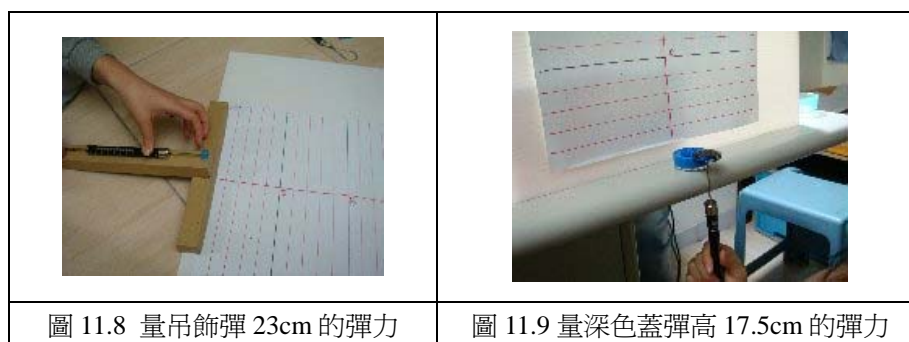 圖 11.8 量吊飾彈 23cm 的彈力
圖 11.9 量深色蓋彈高 17.5cm 的彈力